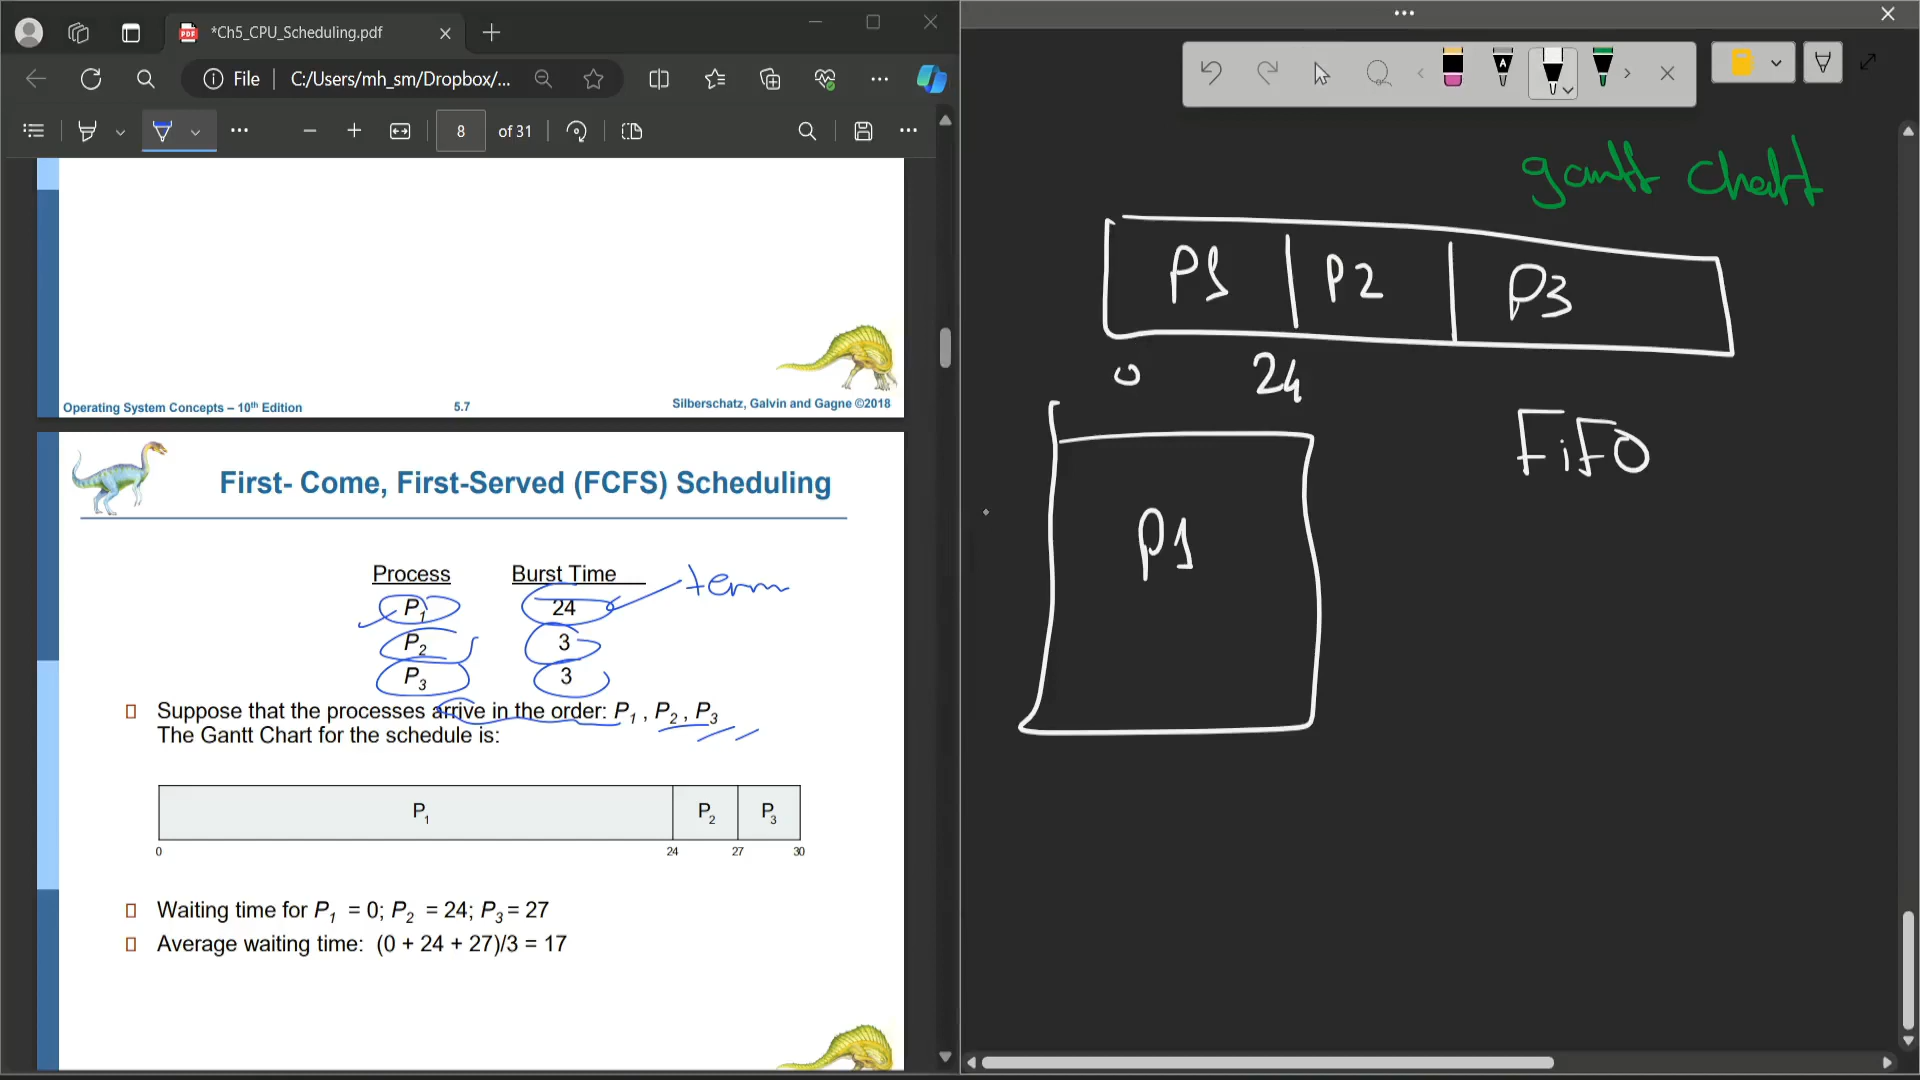 *Ch5_CPU_Scheduling.pdf
File C:/Users/mh_sm/Dropbox/...
8 of 31
Operating System Concepts – 10th Edition 5.7 Silberschatz, Galvin and Gagne ©2018
First- Come, First-Served (FCFS) Scheduling
Process Burst Time
term
P1 24
P2 3
P3 3
Suppose that the processes arrive in the order: P1 , P2 , P3
The Gantt Chart for the schedule is:
P1 P2 P3
0 24 27 30
Waiting time for P1 = 0; P2 = 24; P3 = 27
Average waiting time: (0 + 24 + 27)/3 = 17
gantt chart
P1 P2 P3
0 24
FiFO
P1